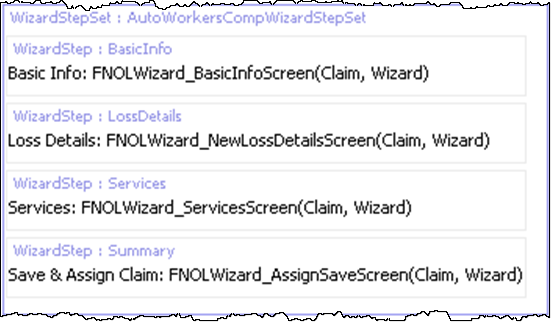 WizardStepSet : AutoWorkersCompWizardStepSet
WizardStep : BasicInfo
Basic Info: FNOLWizard_BasicInfoScreen(Claim, Wizard)
WizardStep : LossDetails
Loss Details: FNOLWizard_NewLossDetailsScreen(Claim, Wizard)
WizardStep : Services
Services: FNOLWizard_ServicesScreen(Claim, Wizard)
WizardStep : Summary
Save & Assign Claim: FNOLWizard_AssignSaveScreen(Claim, Wizard)